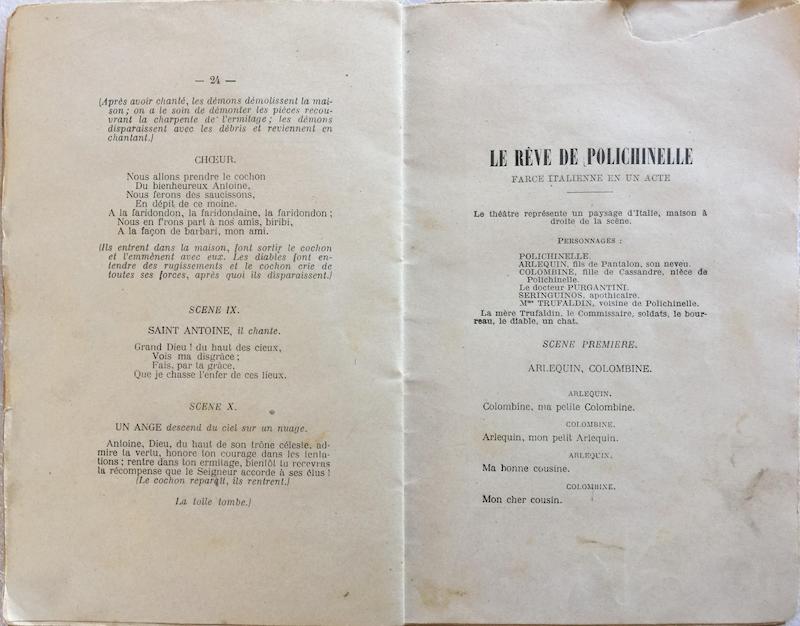 — 24 —
(Après avoir chanté, les démons démolissent la mai-
son ; on a le soin de démonter les pièces recou-
vrant la charpente de l'ermitage ; les démons
disparaissent avec les débris et reviennent en
chantant.)
CHŒUR.
Nous allons prendre le cochon
Du bienheureux Antoine,
Nous ferons des saucissons,
En dépit de ce moine.
A la faridondon, la faridondaine, la faridondon ;
Nous en f'rons part à nos amis, biribi,
A la façon de barbari, mon ami.
(Ils entrent dans la maison, font sortir le cochon
et l'emmènent avec eux. Les diables font en-
tendre des rugissements et le cochon crie de
toutes ses forces, après quoi ils disparaissent.)
SCENE IX.
SAINT ANTOINE, il chante.
Grand Dieu ! du haut des cieux,
Vois ma disgrâce ;
Fais, par ta grâce,
Que je chasse l'enfer de ces lieux.
SCENE X.
UN ANGE descend du ciel sur un nuage.
Antoine, Dieu, du haut de son trône céleste, ad-
mire ta vertu, honore ton courage dans les tenta-
tions ; rentre dans ton ermitage, bientôt tu recevras
la récompense que le Seigneur accorde à ses élus !
(Le cochon reparaît, ils rentrent.)
La toile tombe.)
LE RÊVE DE POLICHINELLE
FARCE ITALIENNE EN UN ACTE
Le théâtre représente un paysage d'Italie, maison à
droite de la scène.
PERSONNAGES :
POLICHINELLE.
ARLEQUIN, fils de Pantalon, son neveu.
COLOMBINE, fille de Cassandre, nièce de
Polichinelle.
Le docteur PURGANTINI.
SERINGUINOS, apothicaire.
Mme TRUFALDIN, voisine de Polichinelle.
La mère Trufaldin, le Commissaire, soldats, le bour-
reau, le diable, un chat.
SCENE PREMIERE.
ARLEQUIN, COLOMBINE.
ARLEQUIN.
Colombine, ma petite Colombine.
COLOMBINE.
Arlequin, mon petit Arlequin.
ARLEQUIN.
Ma bonne cousine.
COLOMBINE.
Mon cher cousin.